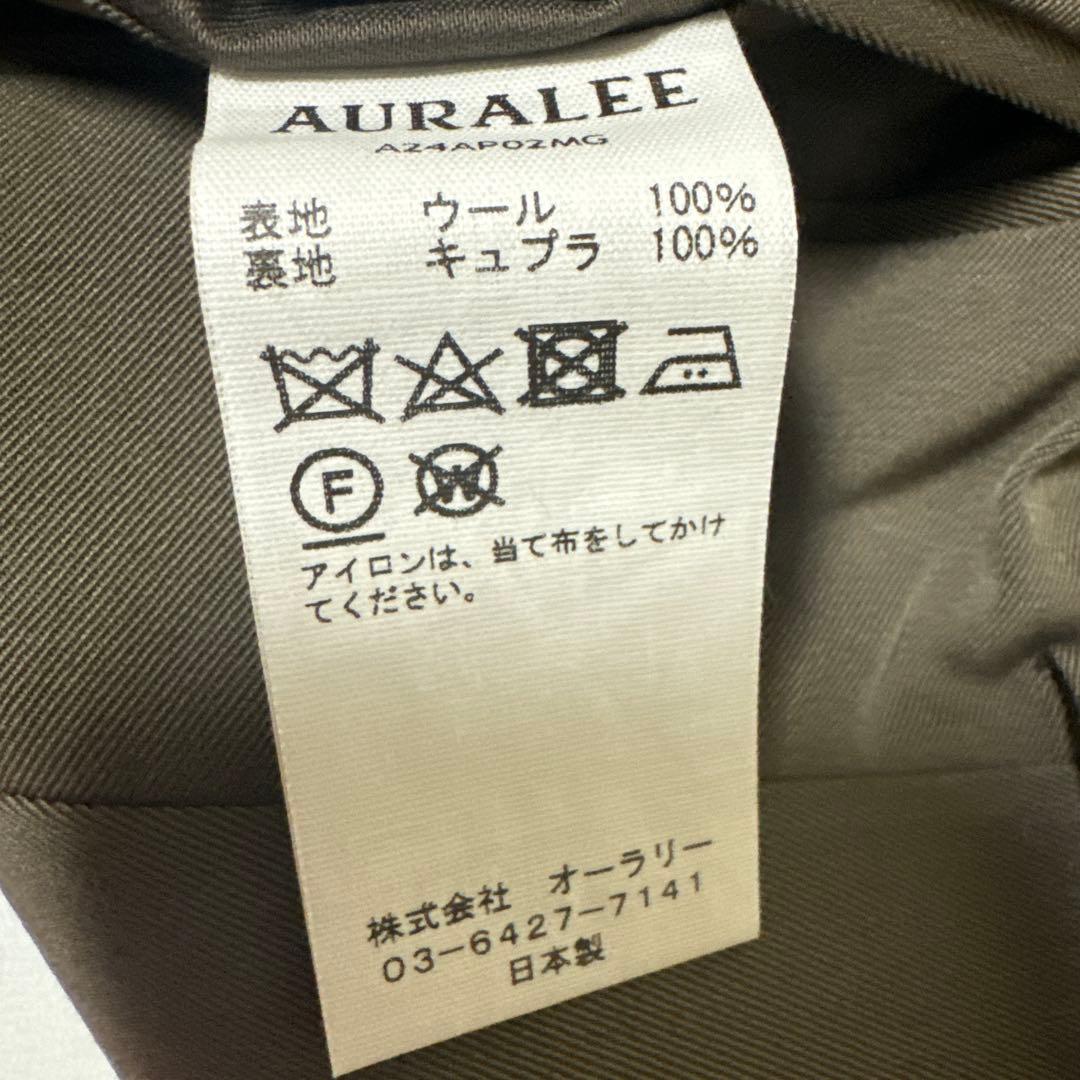 AURALEE
A24AP02MG
表地 ウール 100%
裏地 キュプラ 100%
F W
アイロンは、当て布をしてかけ
てください。
株式会社 オーラリー
03-6427-7141
日本製